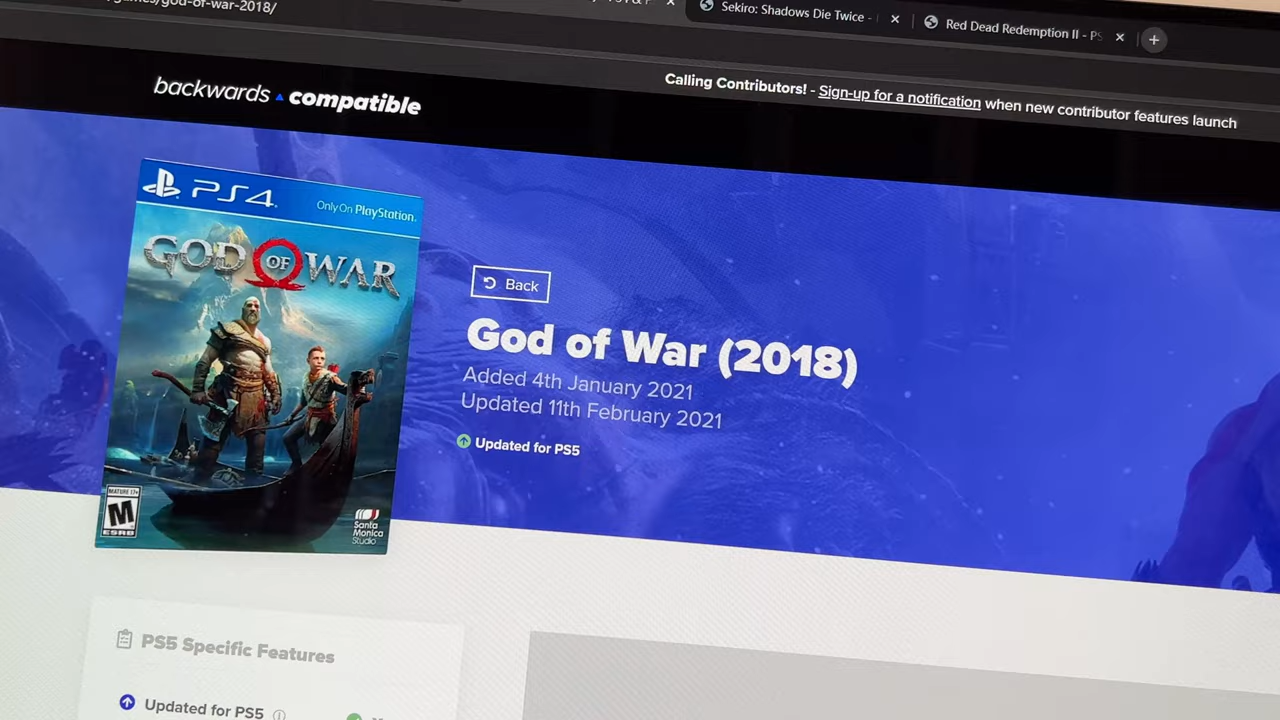 games/god-of-war-2018/
Sekiro: Shadows Die Twice -
Red Dead Redemption II - PS
backwards compatible
Calling Contributors! - Sign-up for a notification when new contributor features launch
PS4
Only On PlayStation.
GOD OF WAR
Back
God of War (2018)
Added 4th January 2021
Updated 11th February 2021
Updated for PS5
MATURE 17+
M
ESRB
Santa
Monica
Studio
PS5 Specific Features
Updated for PS5